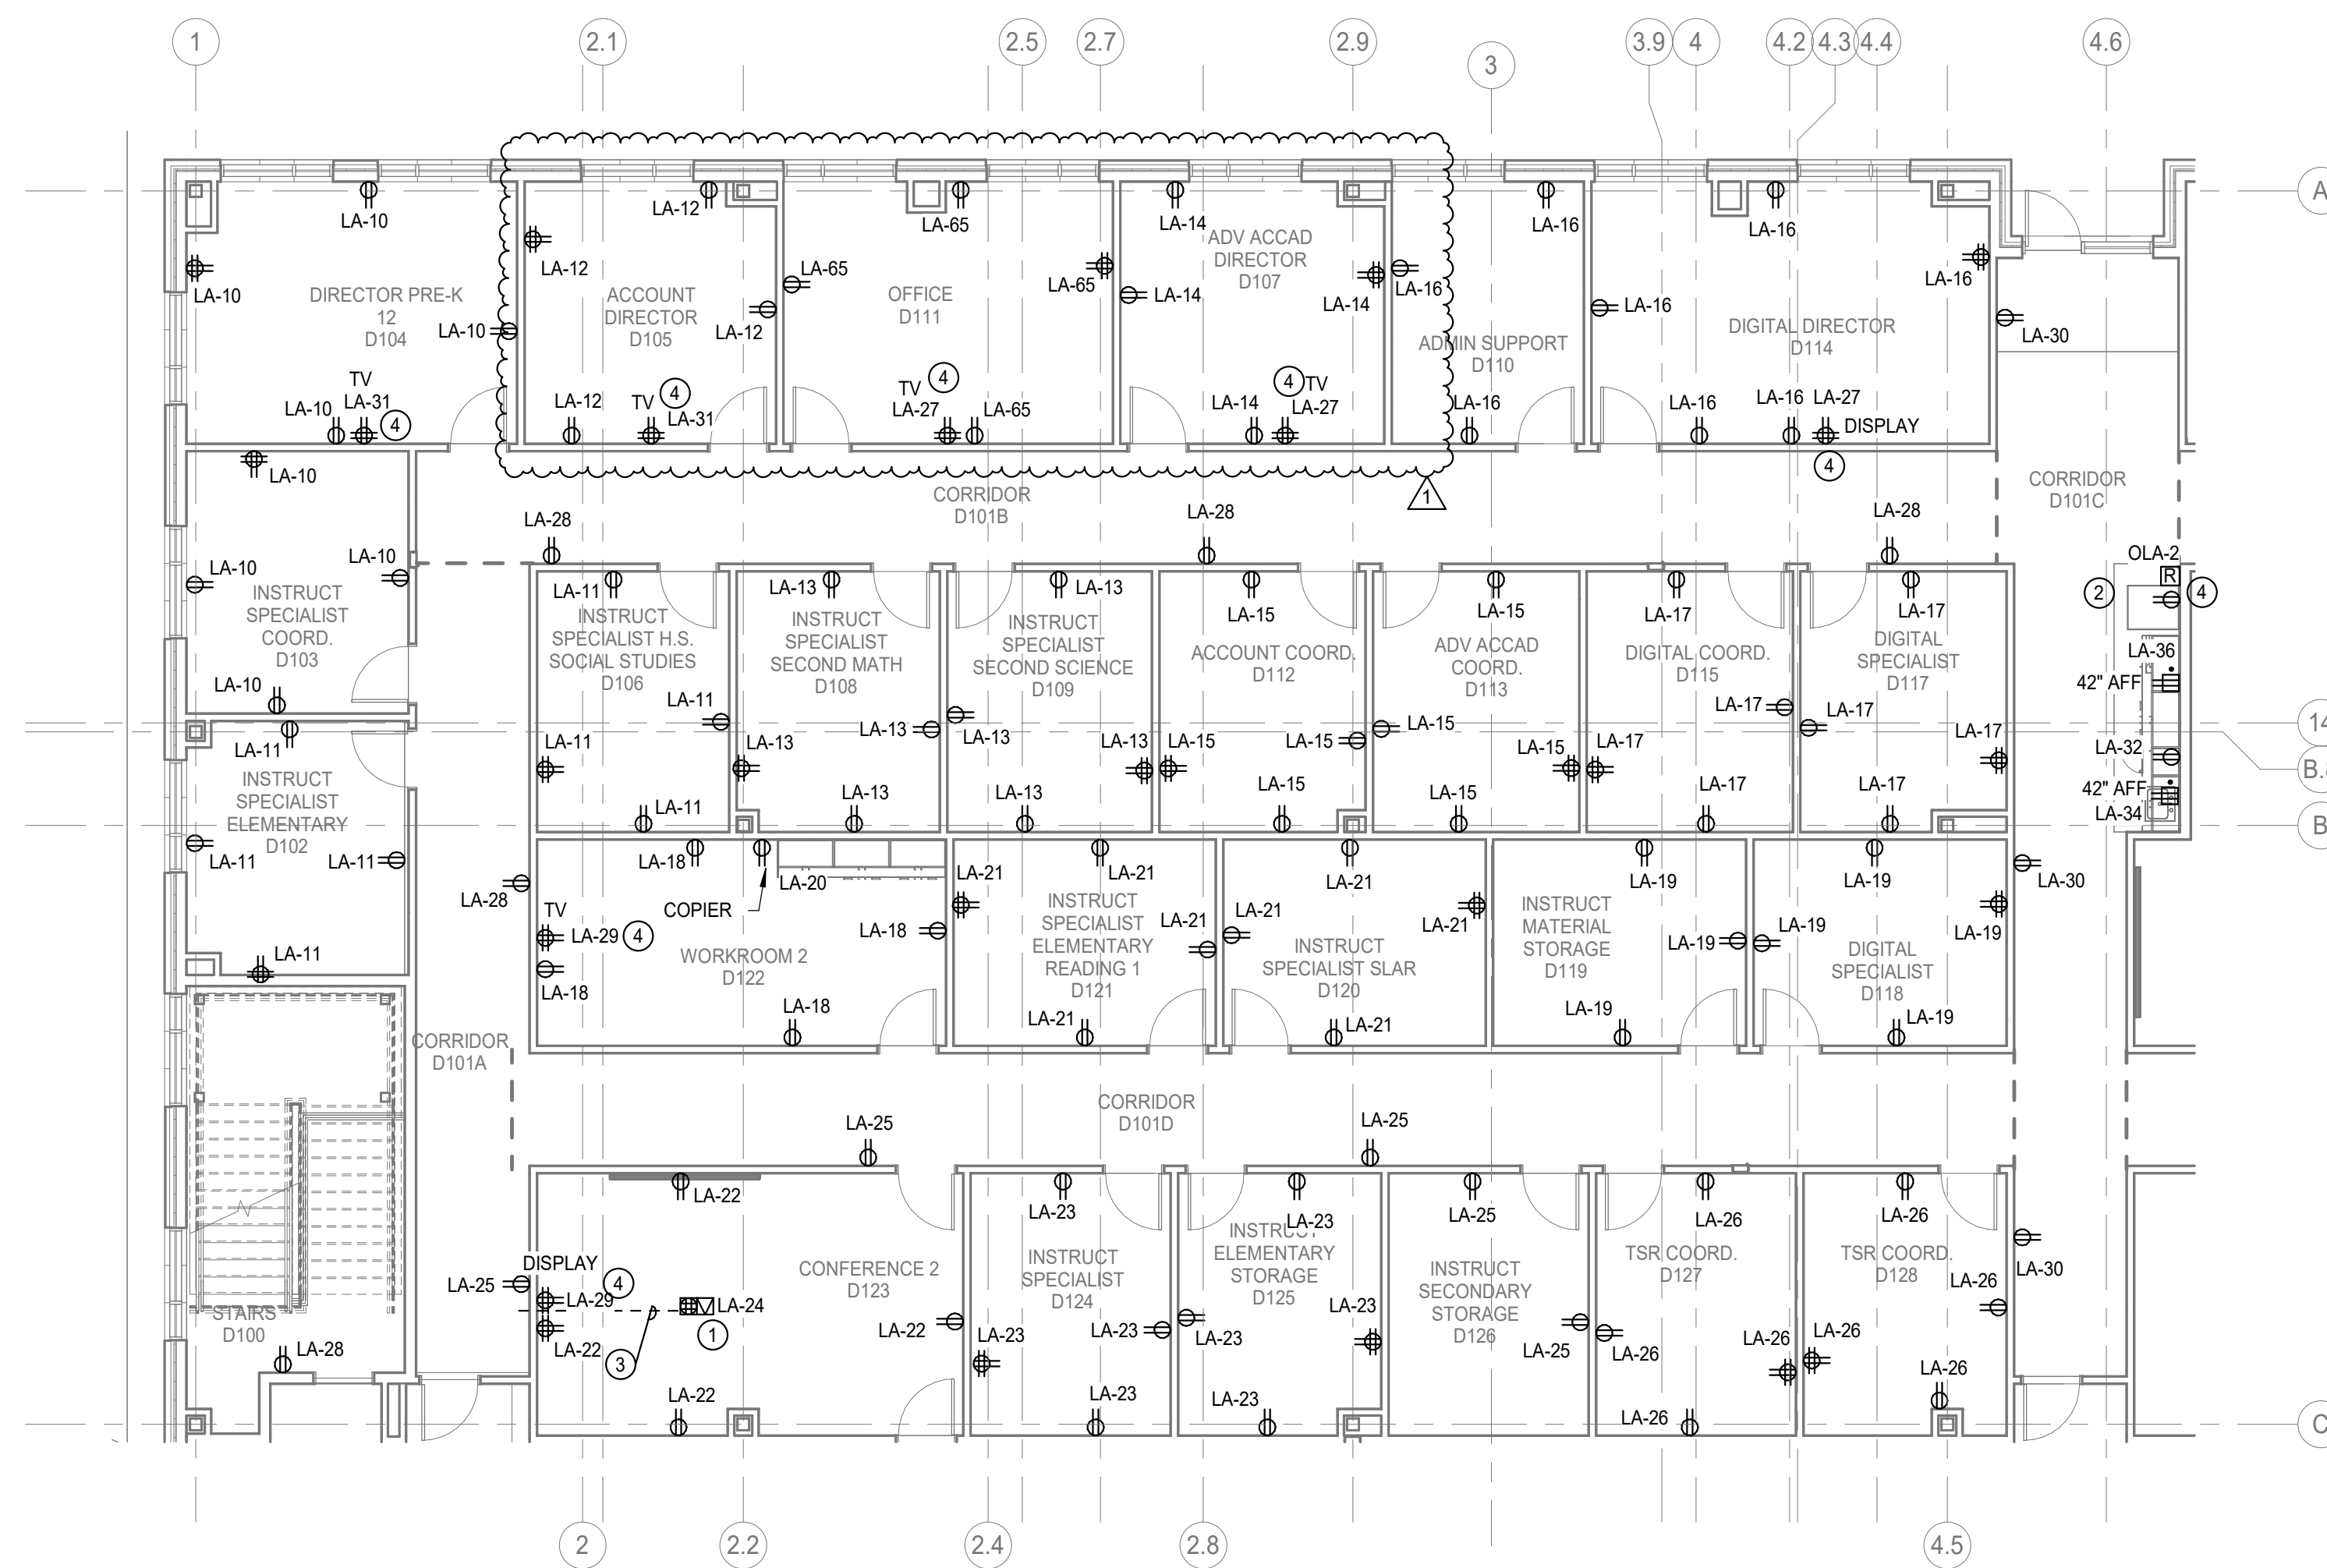 1
2.1
2.5
2.7
2.9
3
3.9
4
4.2
4.3
4.4
4.6
A
LA-10
LA-12
LA-65
LA-14
LA-16
LA-16
LA-10
DIRECTOR PRE-K
12
D104
LA-10
LA-12
ACCOUNT
DIRECTOR
D105
LA-12
LA-65
OFFICE
D111
LA-65
ADV ACCAD
DIRECTOR
D107
LA-14
LA-14
LA-16
ADMIN SUPPORT
D110
LA-16
DIGITAL DIRECTOR
D114
LA-16
LA-30
TV
LA-10
LA-31
4
LA-12
TV
4
LA-31
TV
4
LA-27
LA-65
4
TV
LA-14
LA-27
LA-16
LA-16
LA-16
LA-27
DISPLAY
4
1
LA-10
CORRIDOR
D101B
CORRIDOR
D101C
LA-28
LA-28
LA-28
LA-10
LA-10
INSTRUCT
SPECIALIST
COORD.
D103
LA-10
LA-11
INSTRUCT
SPECIALIST H.S.
SOCIAL STUDIES
D106
LA-11
LA-11
LA-11
LA-13
INSTRUCT
SPECIALIST
SECOND MATH
D108
LA-13
LA-13
LA-13
LA-13
INSTRUCT
SPECIALIST
SECOND SCIENCE
D109
LA-13
LA-13
LA-13
LA-15
ACCOUNT COORD.
D112
LA-15
LA-15
LA-15
LA-15
ADV ACCAD
COORD.
D113
LA-15
LA-15
LA-15
LA-17
DIGITAL COORD.
D115
LA-17
LA-17
LA-17
LA-17
DIGITAL
SPECIALIST
D117
LA-17
LA-17
LA-17
OLA-2
R
2
4
LA-36
42" AFF
LA-32
42" AFF
LA-34
14
B.
B
LA-11
INSTRUCT
SPECIALIST
ELEMENTARY
D102
LA-11
LA-11
LA-11
LA-28
LA-18
LA-20
COPIER
TV
LA-29
4
LA-18
WORKROOM 2
D122
LA-18
LA-18
LA-21
LA-21
INSTRUCT
SPECIALIST
ELEMENTARY
READING 1
D121
LA-21
LA-21
LA-21
LA-21
INSTRUCT
SPECIALIST SLAR
D120
LA-21
LA-21
INSTRUCT
MATERIAL
STORAGE
D119
LA-19
LA-19
LA-19
LA-19
LA-19
DIGITAL
SPECIALIST
D118
LA-19
LA-19
LA-30
CORRIDOR
D101A
CORRIDOR
D101D
LA-25
LA-25
LA-25
STAIRS
D100
LA-28
LA-22
DISPLAY
4
LA-29
LA-24
1
LA-22
3
CONFERENCE 2
D123
LA-22
LA-22
LA-23
INSTRUCT
SPECIALIST
D124
LA-23
LA-23
LA-23
LA-23
INSTRUCT
ELEMENTARY
STORAGE
D125
LA-23
LA-23
LA-23
LA-25
INSTRUCT
SECONDARY
STORAGE
D126
LA-25
LA-26
TSR COORD.
D127
LA-26
LA-26
LA-26
LA-26
TSR COORD.
D128
LA-26
LA-26
LA-26
LA-30
C
2
2.2
2.4
2.8
4.5